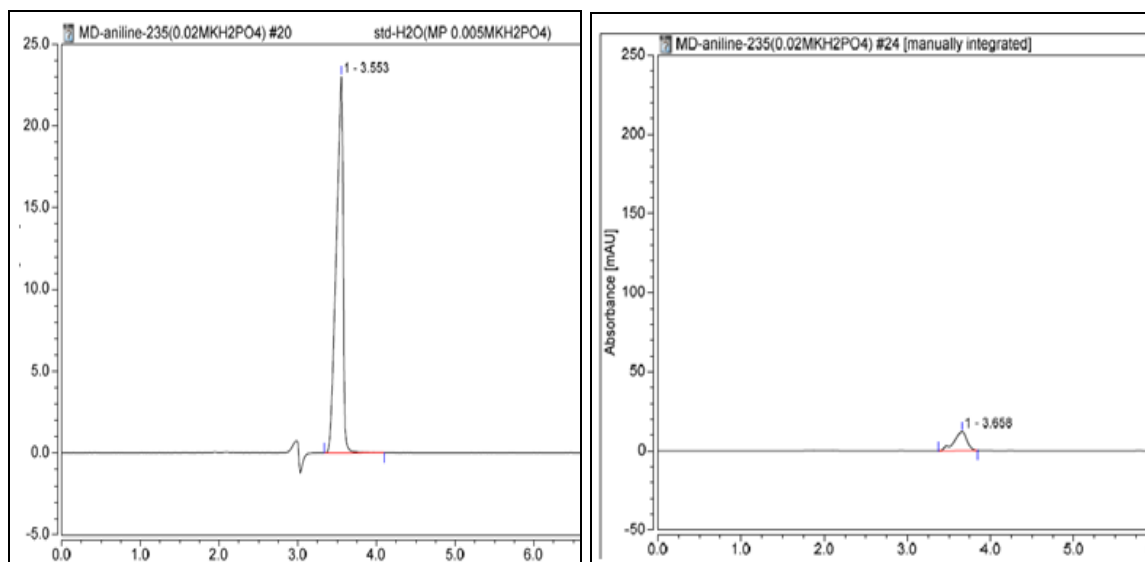 MD-aniline-235(0.02MKH2PO4) #20 std-H2O(MP 0.005MKH2PO4)
25.0
1 - 3.553
20.0
15.0
10.0
5.0
0.0
-5.0
0.0 1.0 2.0 3.0 4.0 5.0 6.0
MD-aniline-235(0.02MKH2PO4) #24 [manually integrated]
250
200
150
Absorbance [mAU]
100
50
1 - 3.658
0
-50
0.0 1.0 2.0 3.0 4.0 5.0